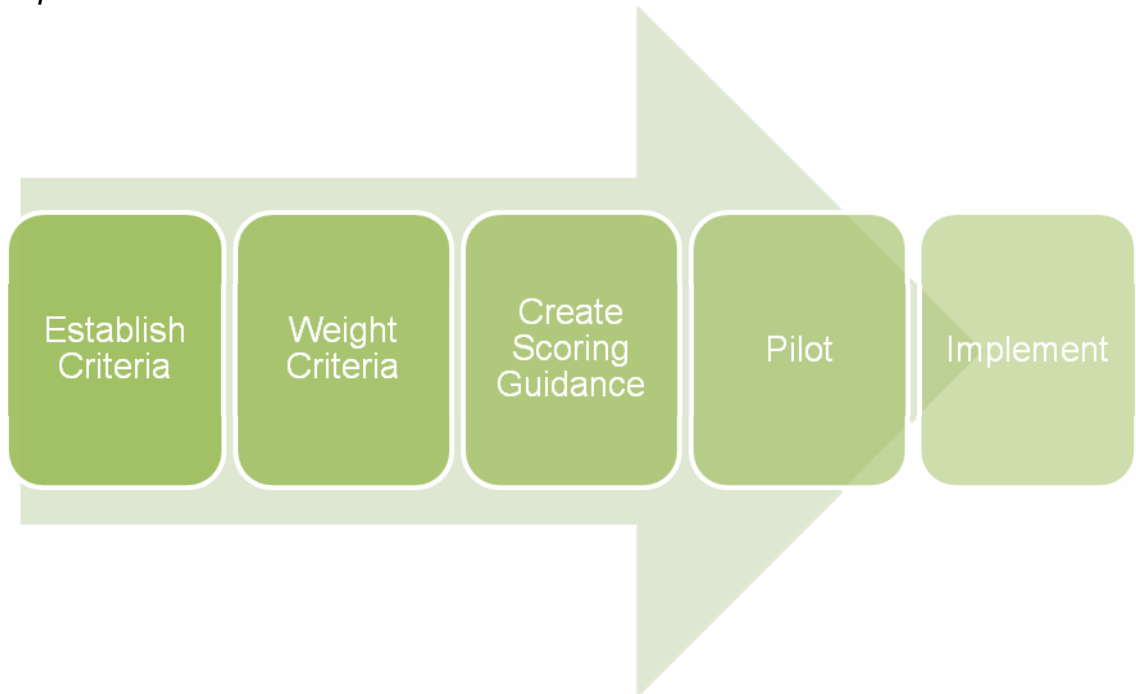 Establish
Criteria
Weight
Criteria
Create
Scoring
Guidance
Pilot
Implement